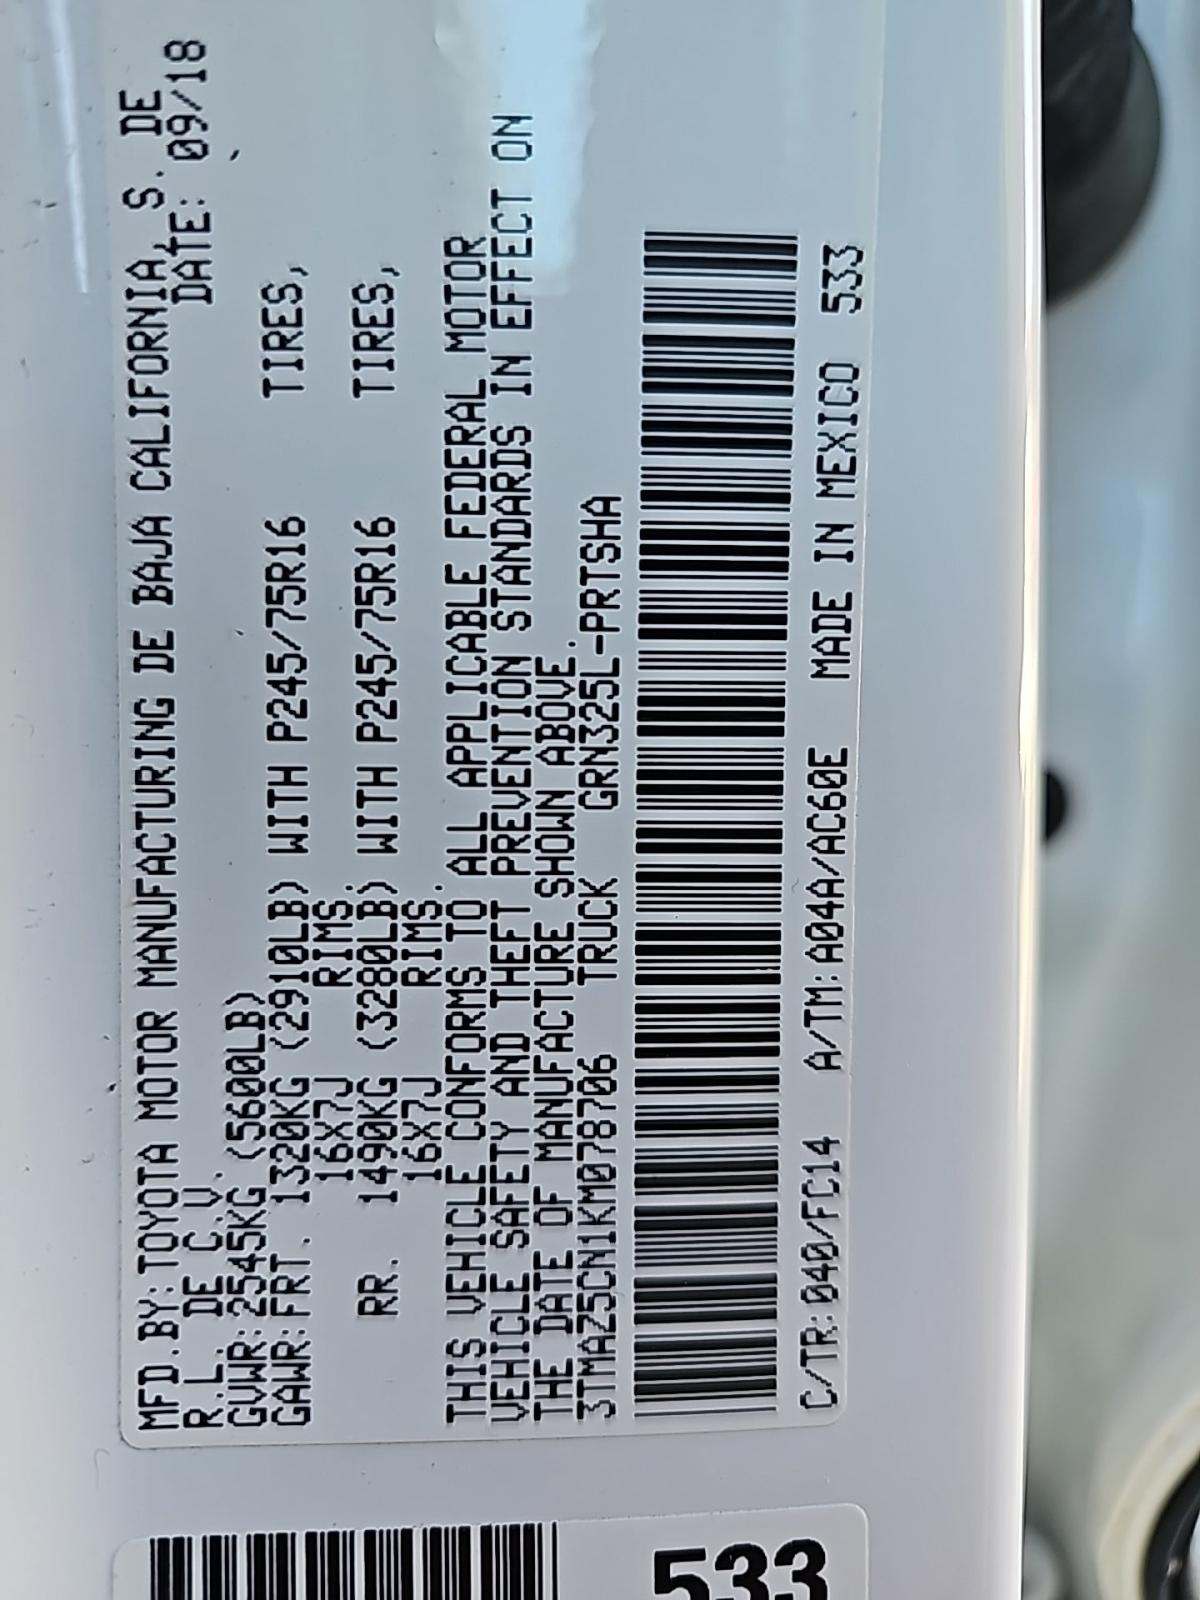 MFD.BY:TOYOTA MOTOR MANUFACTURING DE BAJA CALIFORNIA, S. DE
R.L. DE C.V. DATE: 09/18
GVWR:2545KG (5600LB)
GAWR:FRT. 1320KG (2910LB) WITH P245/75R16 TIRES,
16X7J RIMS.
RR. 1490KG (3280LB) WITH P245/75R16 TIRES,
16X7J RIMS.
THIS VEHICLE CONFORMS TO ALL APPLICABLE FEDERAL MOTOR
VEHICLE SAFETY AND THEFT PREVENTION STANDARDS IN EFFECT ON
THE DATE OF MANUFACTURE SHOWN ABOVE.
3TMAZ5CN1KM078706 TRUCK GRN325L-PRTSHA
C/TR:040/FC14 A/TM:A04A/AC60E MADE IN MEXICO 533
533